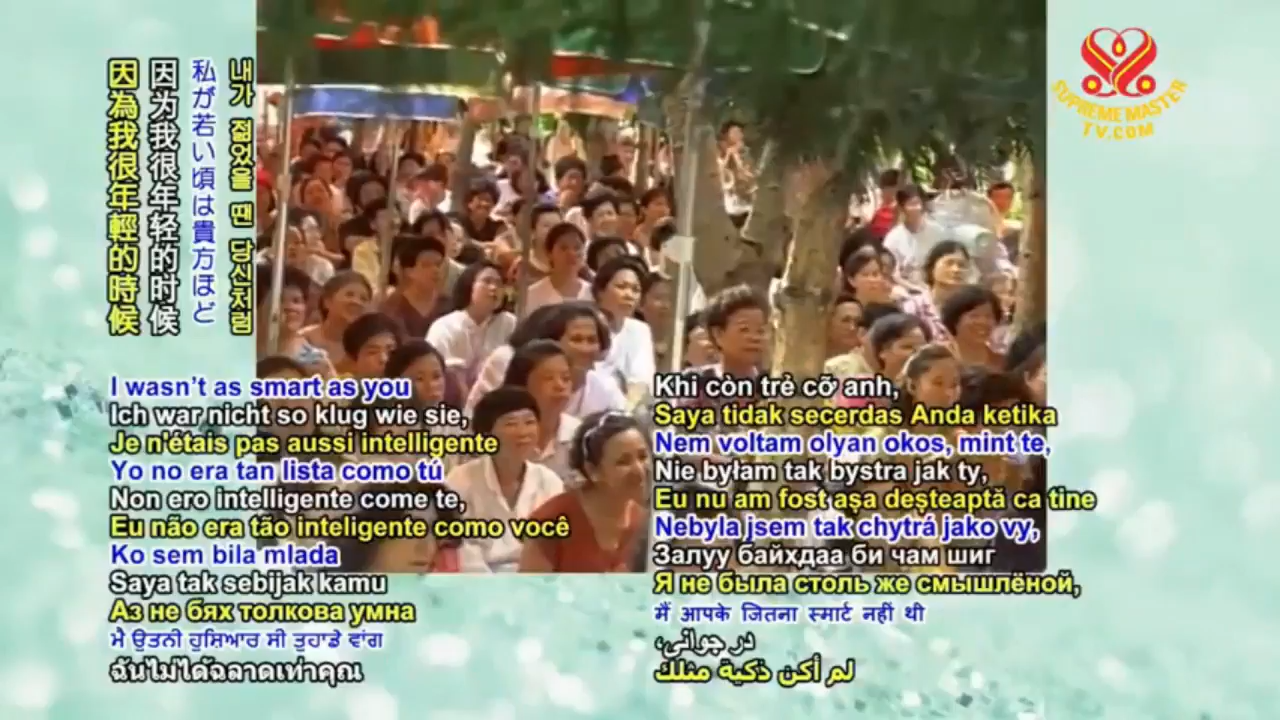 因為我很年輕的時候
因为我很年轻的时候
私が若い頃は貴方ほど
내가 젊었을 땐 당신처럼
SUPREME MASTER
TV.COM
I wasn't as smart as you
Ich war nicht so klug wie sie,
Je n'étais pas aussi intelligente
Yo no era tan lista como tú
Non ero intelligente come te,
Eu não era tão inteligente como você
Ko sem bila mlada
Saya tak sebijak kamu
Аз не бях толкова умна
ਮੈ ਉਤਨੀ ਹੁਸ਼ਿਆਰ ਸੀ ਤੁਹਾਡੇ ਵਾਂਗ
ฉันไม่ได้ฉลาดเท่าคุณ
Khi còn trẻ cỡ anh,
Saya tidak secerdas Anda ketika
Nem voltam olyan okos, mint te,
Nie byłam tak bystra jak ty,
Eu nu am fost aşa deşteaptă ca tine
Nebyla jsem tak chytrá jako vy,
Залуу байхдаа би чам шиг
Я не была столь же смышлёной,
मैं आपके जितना स्मार्ट नहीं थी
در جوانی،
لم أكن ذكية مثلك